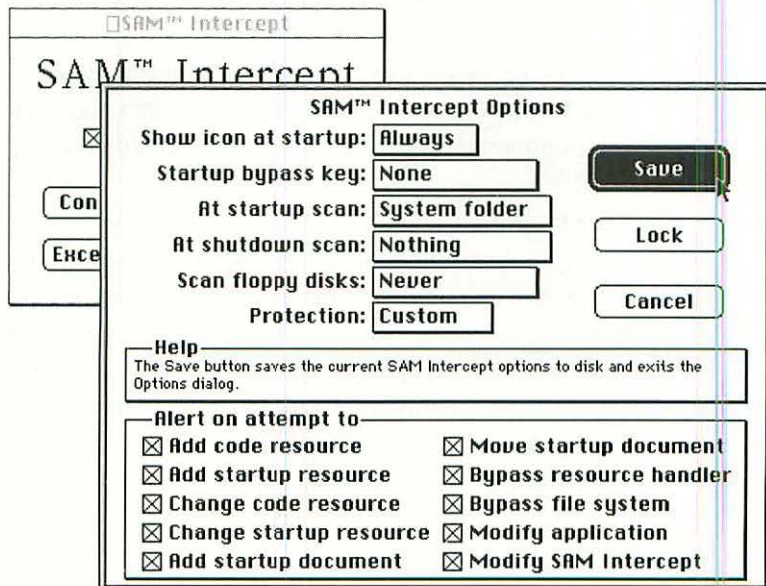 SAM™ Intercept
SAM™ Intercept
Con
Exce
SAM™ Intercept Options
Show icon at startup: Always
Startup bypass key: None
At startup scan: System folder
At shutdown scan: Nothing
Scan floppy disks: Never
Protection: Custom
Save
Lock
Cancel
Help
The Save button saves the current SAM Intercept options to disk and exits the
Options dialog.
Alert on attempt to
Add code resource
Move startup document
Add startup resource
Bypass resource handler
Change code resource
Bypass file system
Change startup resource
Modify application
Add startup document
Modify SAM Intercept